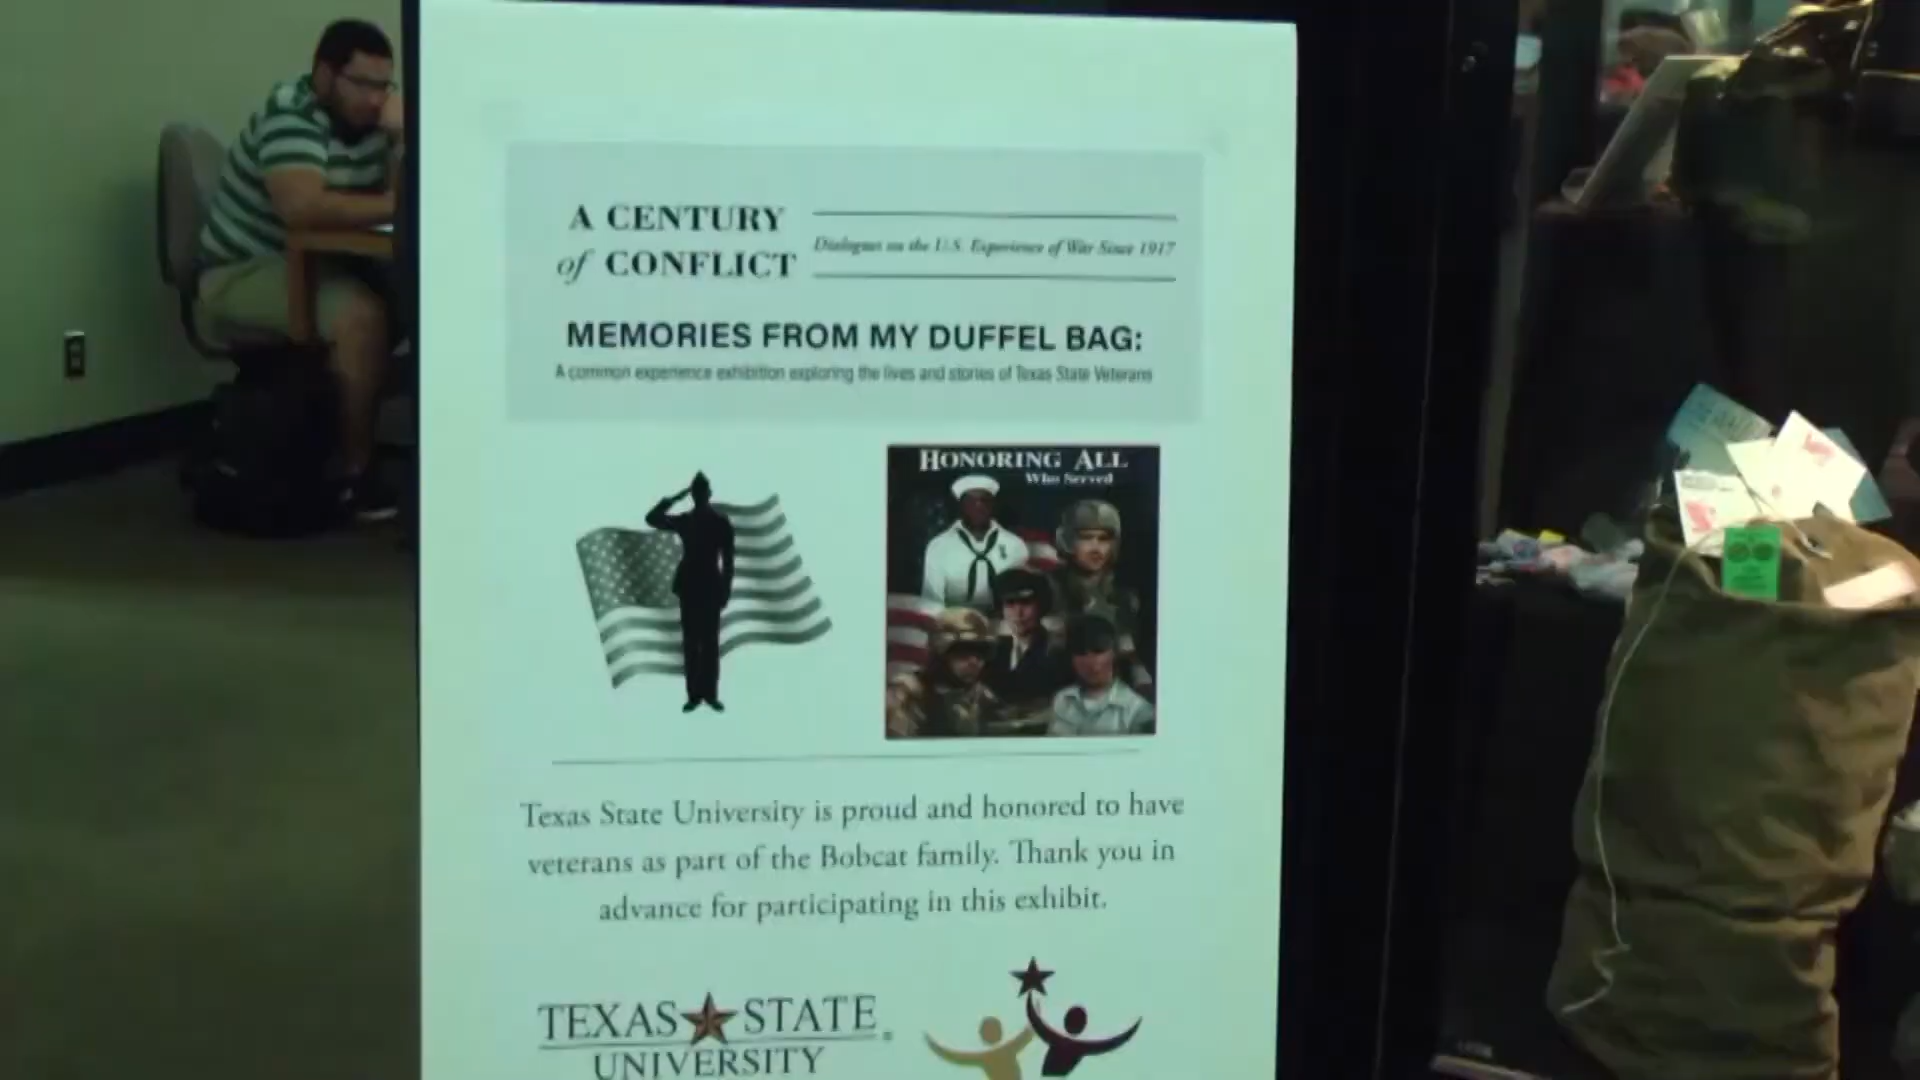 A CENTURY
of CONFLICT
Dialogues on the U.S. Experience of War Since 1917
MEMORIES FROM MY DUFFEL BAG:
A common experience exhibition exploring the lives and stories of Texas State Veterans
HONORING ALL
Who Served
Texas State University is proud and honored to have
veterans as part of the Bobcat family. Thank you in
advance for participating in this exhibit.
TEXAS STATE
UNIVERSITY